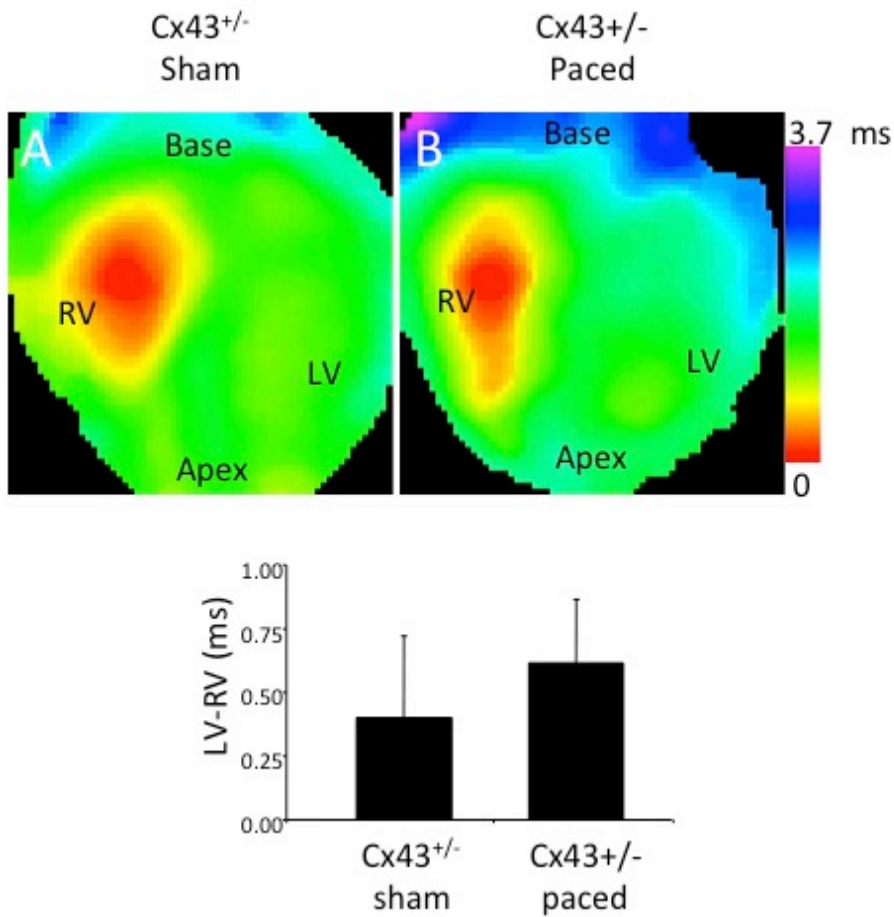 Cx43+/-
Sham
Cx43+/-
Paced
A
Base
RV
LV
Apex
B
Base
RV
LV
Apex
3.7 ms
0
LV-RV (ms)
1.00
0.75
0.50
0.25
0.00
Cx43+/-
sham
Cx43+/-
paced